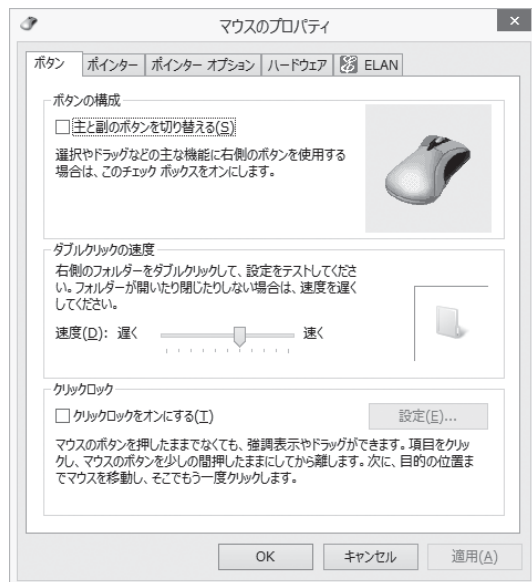 マウスのプロパティ
ボタン ポインター ポインター オプション ハードウェア ELAN
ボタンの構成
主と副のボタンを切り替える(S)
選択やドラッグなどの主な機能に右側のボタンを使用する
場合は、このチェック ボックスをオンにします。
ダブルクリックの速度
右側のフォルダーをダブルクリックして、設定をテストしてくださ
い。フォルダーが開いたり閉じたりしない場合は、速度を遅く
してください。
速度(D): 遅く 速く
クリックロック
クリックロックをオンにする(T) 設定(E)...
マウスのボタンを押したままでなくても、強調表示やドラッグができます。項目をクリッ
クし、マウスのボタンを少しの間押したままにしてから離します。次に、目的の位置ま
でマウスを移動し、そこでもう一度クリックします。
OK キャンセル 適用(A)